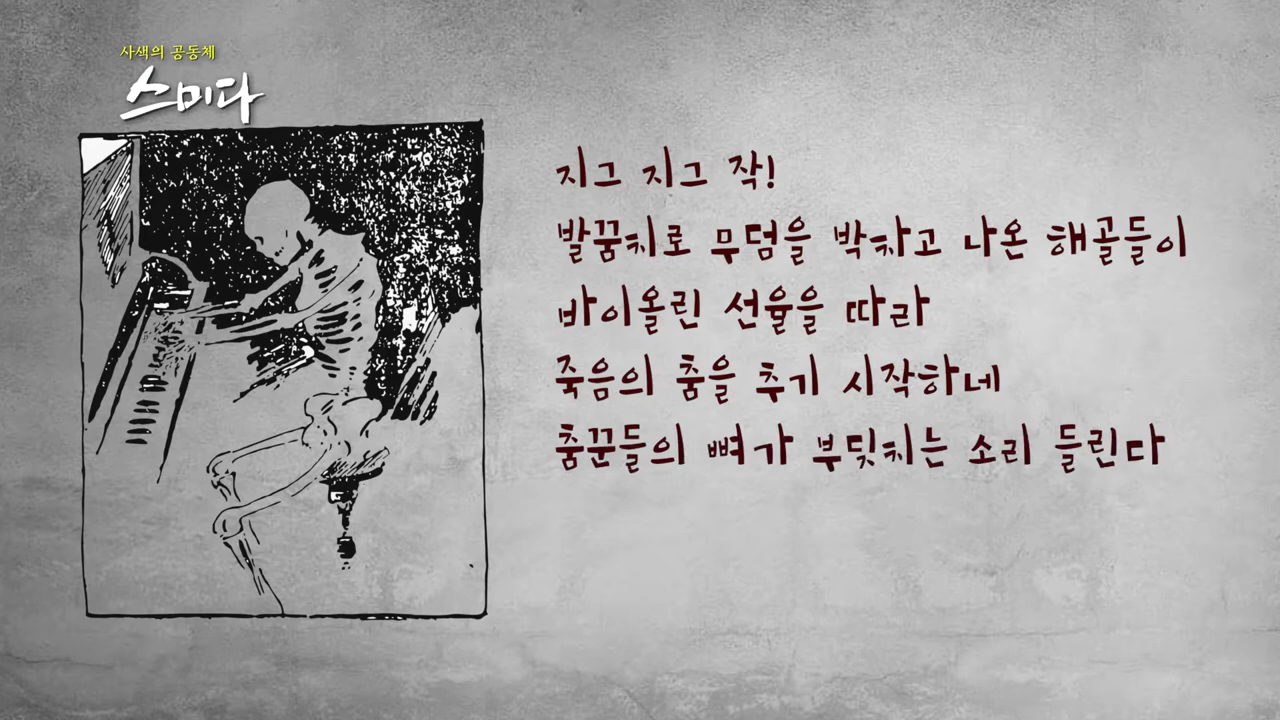 사색의 공동체
스미다
지그 지그 작!
발꿈치로 무덤을 박차고 나온 해골들이
바이올린 선율을 따라
죽음의 춤을 추기 시작하네
춤꾼들의 뼈가 부딪치는 소리 들린다